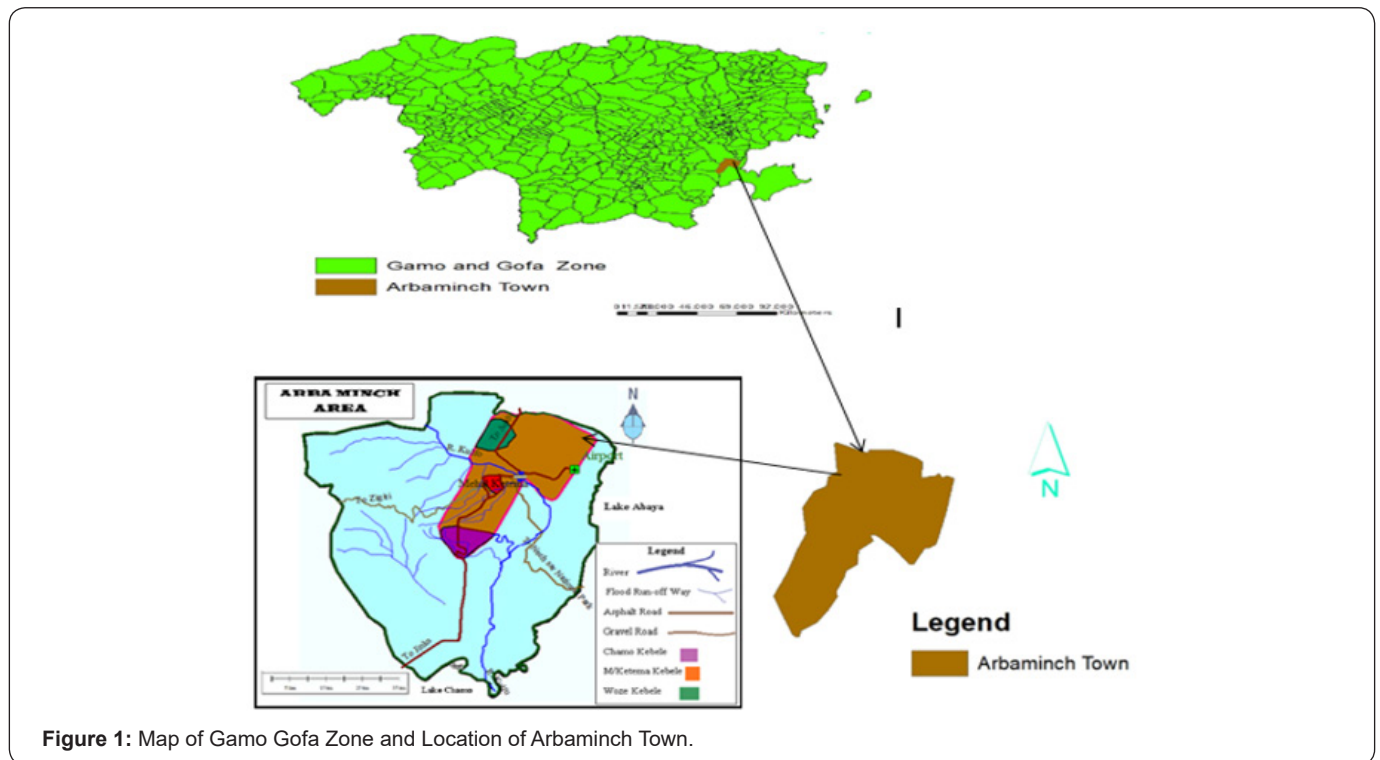 Gamo and Gofa Zone
Arbaminch Town
ARBA MINCH
AREA
N
Airport
To Zigiti
Lake Abaya
Legend
River
Flood Run-off Way
Asphalt Road
Gravel Road
Chamo Kebele
M/Ketema Kebele
Woze Kebele
To Jinka
Lake Chamo
N
Legend
Arbaminch Town
Figure 1: Map of Gamo Gofa Zone and Location of Arbaminch Town.